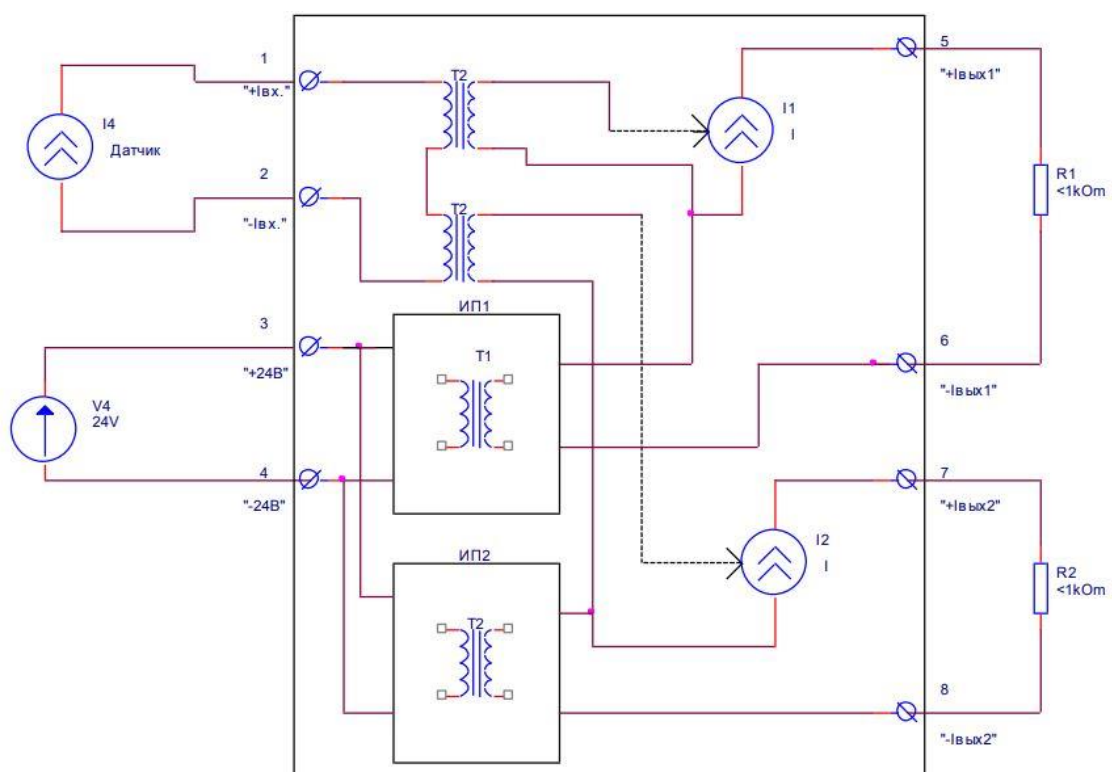 1
"+Iвх."
I4
Датчик
2
"-Iвх."
T2
T2
I1
I
5
"+Iвых1"
R1
<1kOm
ИП1
T1
3
"+24В"
V4
24V
4
"-24В"
6
"-Iвых1"
7
"+Iвых2"
I2
I
R2
<1kOm
ИП2
T2
8
"-Iвых2"